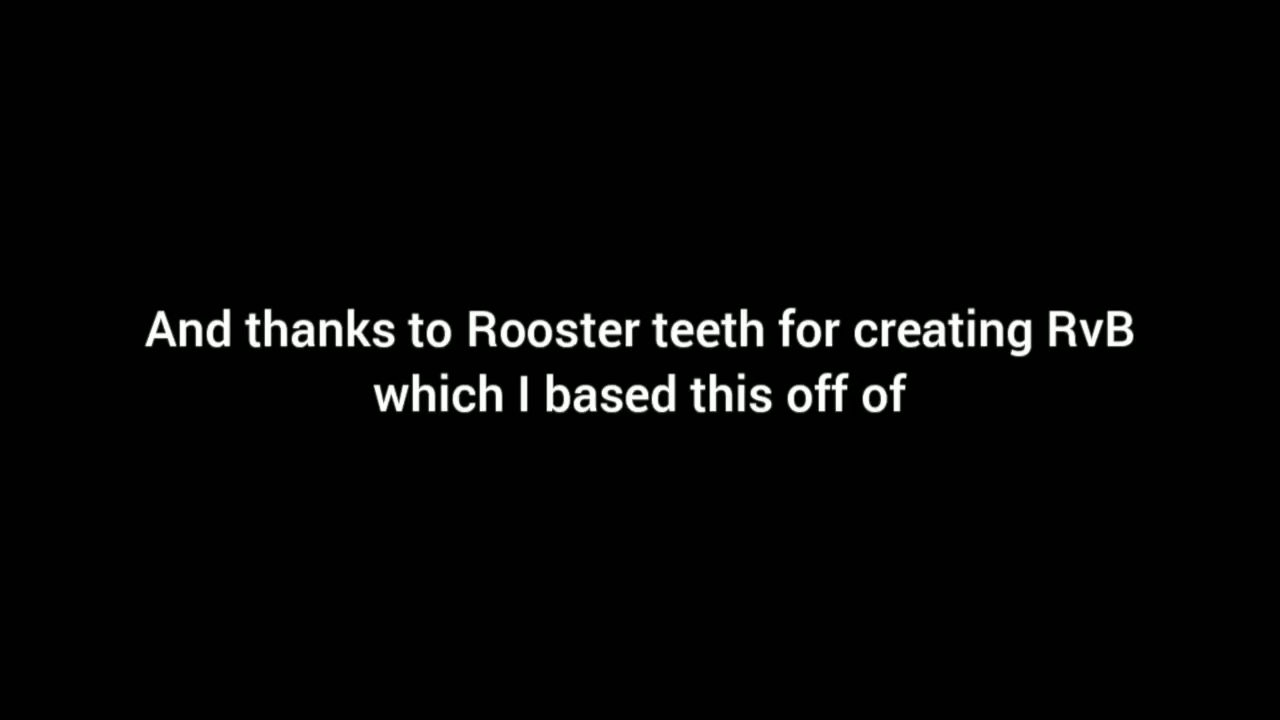 And thanks to Rooster teeth for creating RvB
which I based this off of